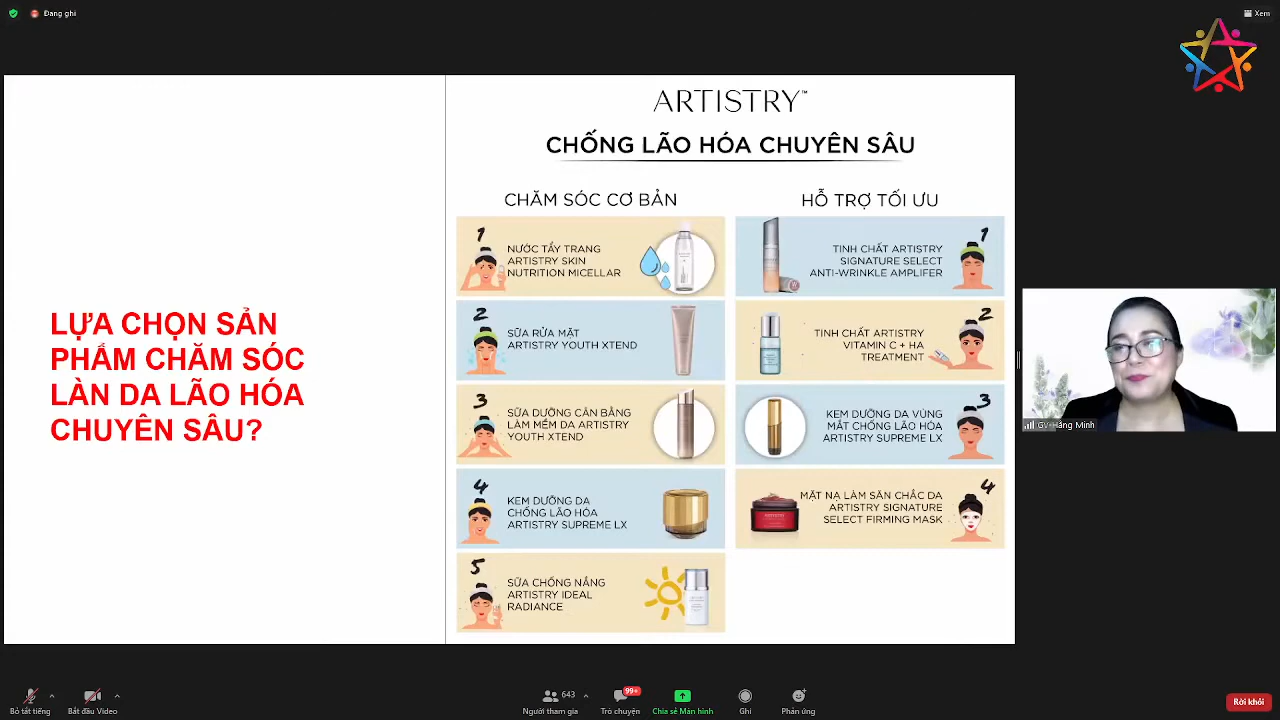 Đang ghi
Xem
LỰA CHỌN SẢN
PHẨM CHĂM SÓC
LÀN DA LÃO HÓA
CHUYÊN SÂU?
ARTISTRY™
CHỐNG LÃO HÓA CHUYÊN SÂU
CHĂM SÓC CƠ BẢN
1
NƯỚC TẨY TRANG
ARTISTRY SKIN
NUTRITION MICELLAR
2
SỮA RỬA MẶT
ARTISTRY YOUTH XTEND
3
SỮA DƯỠNG CÂN BẰNG
LÀM MỀM DA ARTISTRY
YOUTH XTEND
4
KEM DƯỠNG DA
CHỐNG LÃO HÓA
ARTISTRY SUPREME LX
5
SỮA CHỐNG NẮNG
ARTISTRY IDEAL
RADIANCE
HỖ TRỢ TỐI ƯU
1
TINH CHẤT ARTISTRY
SIGNATURE SELECT
ANTI-WRINKLE AMPLIFER
2
TINH CHẤT ARTISTRY
VITAMIN C + HA
TREATMENT
3
KEM DƯỠNG DA VÙNG
MẮT CHỐNG LÃO HÓA
ARTISTRY SUPREME LX
4
MẶT NẠ LÀM SĂN CHẮC DA
ARTISTRY SIGNATURE
SELECT FIRMING MASK
GV-Hằng Minh
Bỏ tắt tiếng
Bắt đầu Video
643
Người tham gia
99+
Trò chuyện
Chia sẻ Màn hình
Ghi
Phản ứng
Rời khỏi